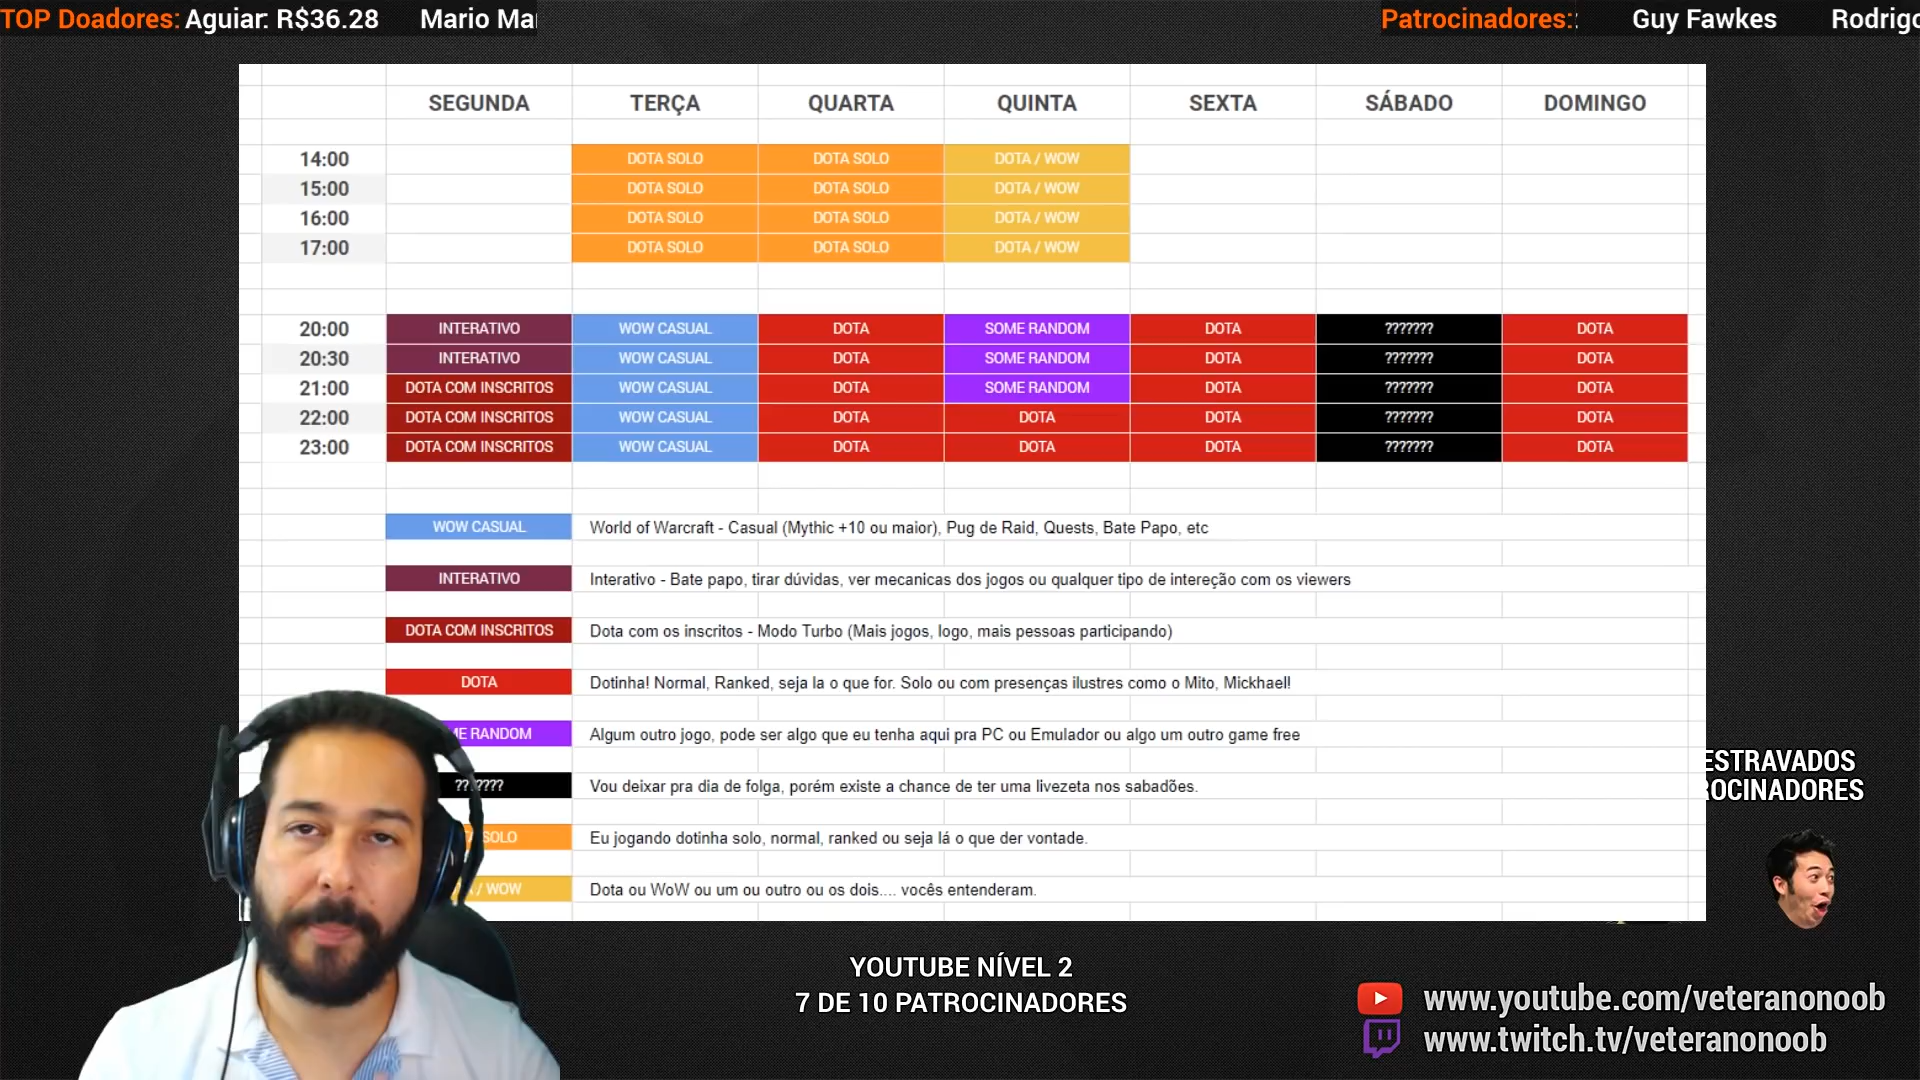 TOP Doadores: Aguiar: R$36.28 Mario Mar
Patrocinadores:: Guy Fawkes Rodrigo
SEGUNDA TERÇA QUARTA QUINTA SEXTA SÁBADO DOMINGO
14:00 DOTA SOLO DOTA SOLO DOTA / WOW
15:00 DOTA SOLO DOTA SOLO DOTA / WOW
16:00 DOTA SOLO DOTA SOLO DOTA / WOW
17:00 DOTA SOLO DOTA SOLO DOTA / WOW
20:00 INTERATIVO WOW CASUAL DOTA SOME RANDOM DOTA ??????? DOTA
20:30 INTERATIVO WOW CASUAL DOTA SOME RANDOM DOTA ??????? DOTA
21:00 DOTA COM INSCRITOS WOW CASUAL DOTA SOME RANDOM DOTA ??????? DOTA
22:00 DOTA COM INSCRITOS WOW CASUAL DOTA DOTA DOTA ??????? DOTA
23:00 DOTA COM INSCRITOS WOW CASUAL DOTA DOTA DOTA ??????? DOTA
WOW CASUAL World of Warcraft - Casual (Mythic +10 ou maior), Pug de Raid, Quests, Bate Papo, etc
INTERATIVO Interativo - Bate papo, tirar dúvidas, ver mecanicas dos jogos ou qualquer tipo de intereção com os viewers
DOTA COM INSCRITOS Dota com os inscritos - Modo Turbo (Mais jogos, logo, mais pessoas participando)
DOTA Dotinha! Normal, Ranked, seja la o que for. Solo ou com presenças ilustres como o Mito, Mickhael!
ME RANDOM Algum outro jogo, pode ser algo que eu tenha aqui pra PC ou Emulador ou algo um outro game free
??????? Vou deixar pra dia de folga, porém existe a chance de ter uma livezeta nos sabadões.
SOLO Eu jogando dotinha solo, normal, ranked ou seja lá o que der vontade.
/ WOW Dota ou WoW ou um ou outro ou os dois.... vocês entenderam.
ESTRAVADOS
ROCINADORES
YOUTUBE NÍVEL 2
7 DE 10 PATROCINADORES
www.youtube.com/veteranonoob
www.twitch.tv/veteranonoob